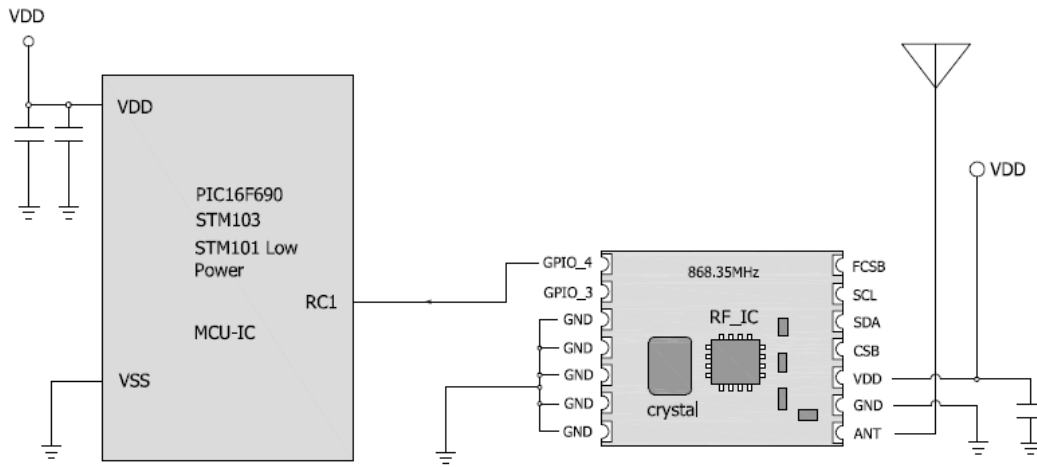 VDD
VDD
PIC16F690
STM103
STM101 Low
Power
RC1
MCU-IC
VSS
GPIO_4
GPIO_3
GND
GND
GND
GND
GND
868.35MHz
RF_IC
crystal
FCSB
SCL
SDA
CSB
VDD
GND
ANT
VDD